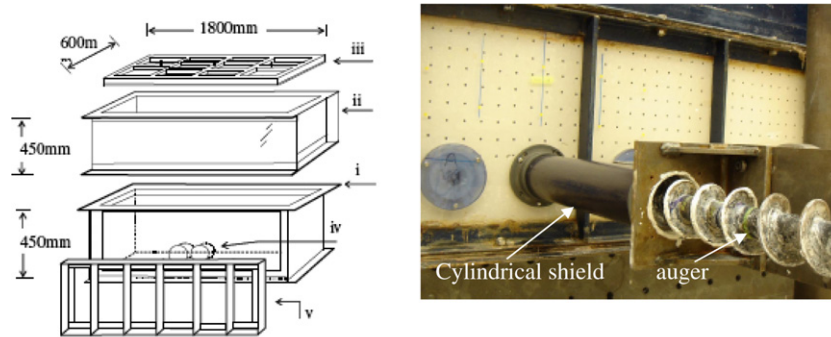 1800mm
600m
m
iii
ii
450mm
i
450mm
iv
v
Cylindrical shield
auger